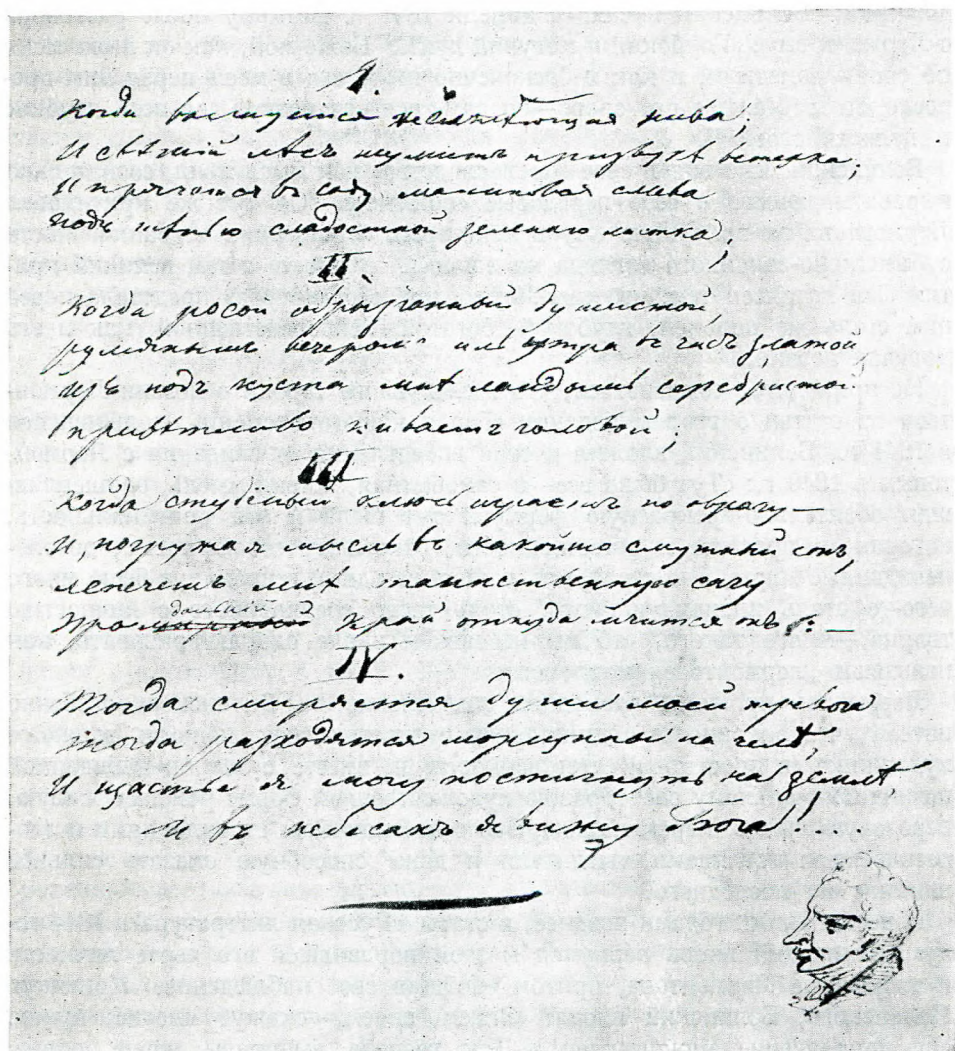 I.
Когда волнуется желтѣющая нива
И свѣжій лѣсъ шумитъ при звукѣ вѣтерка.
И прячется въ саду малиновая слива
подъ тѣнью сладостной зеленаго листка;
II
Когда росой обрызганный душистой,
румянымъ вечеромъ иль утра въ часъ златой
изъ подъ куста мнѣ ландышъ серебристой
привѣтливо киваетъ головой;
III
Когда студёный ключь играетъ по оврагу —
И погружая мысль въ какой то смутный сонъ,
лепечетъ мнѣ таинственную сагу
про дальной край откуда мчится онъ: —
IV.
Тогда смиряется души моей тревога
тогда расходятся морщины на челѣ
И щастье я могу постигнуть на землѣ,
И въ небесахъ я вижу Бога!